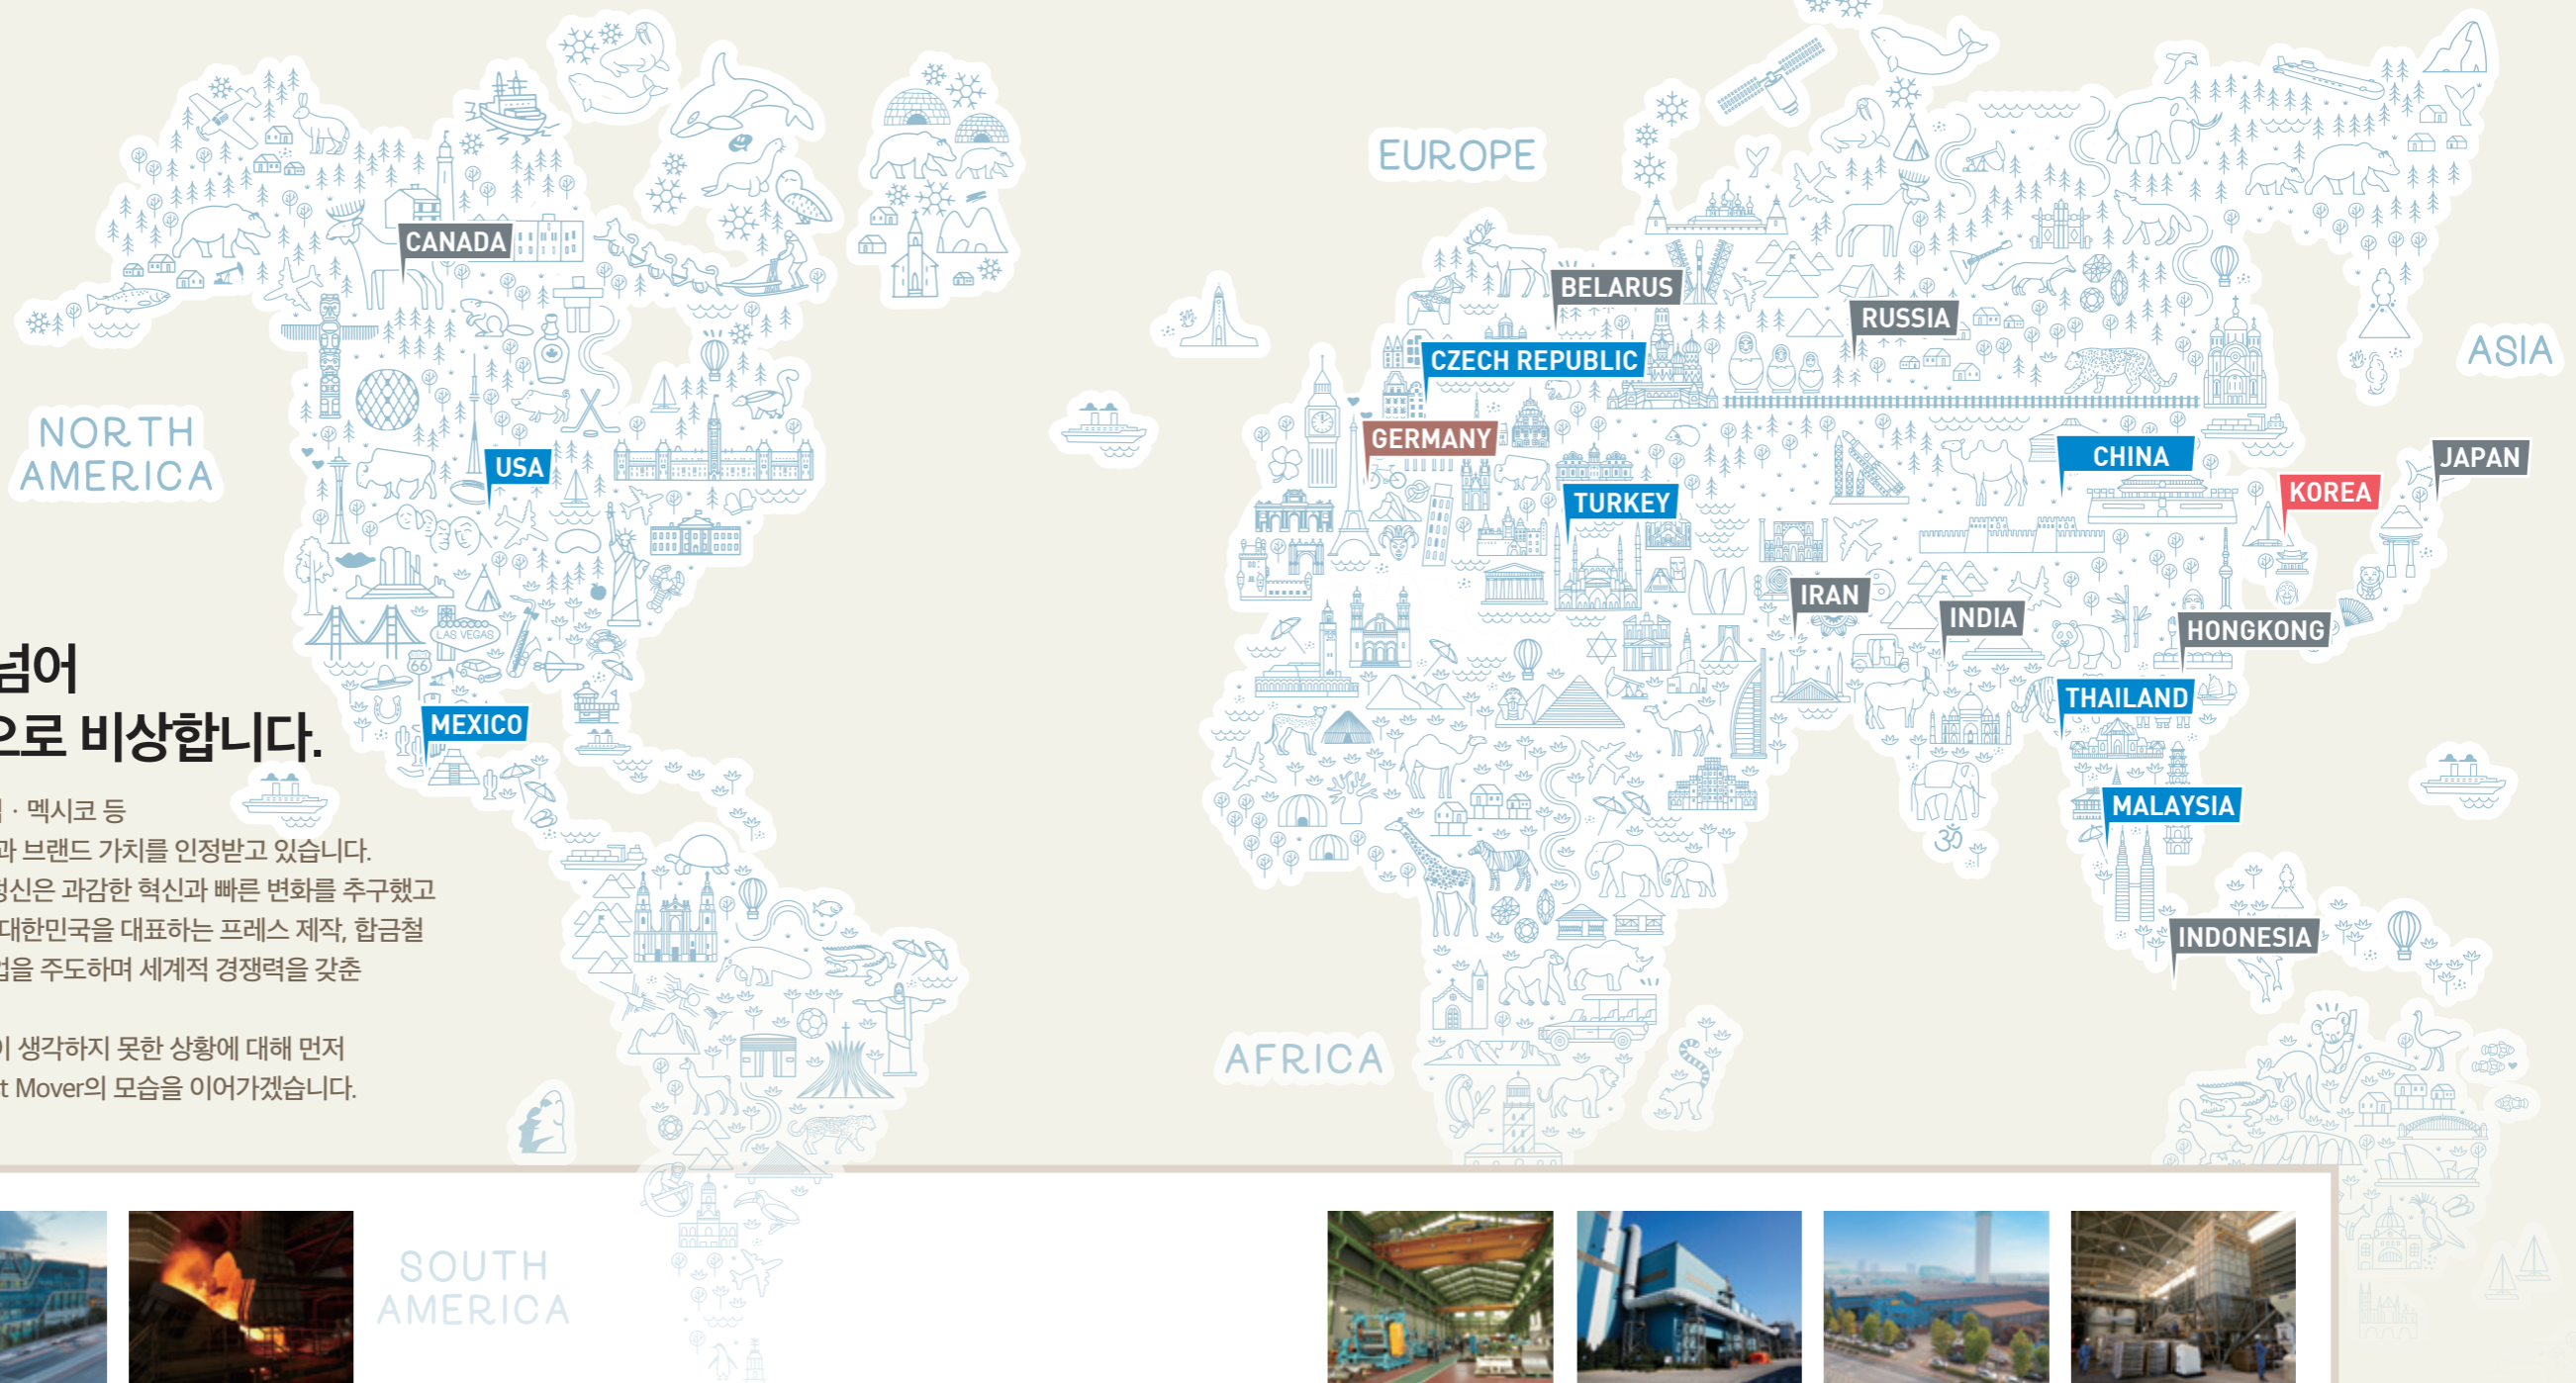 EUROPE
CANADA
BELARUS
RUSSIA
ASIA
CZECH REPUBLIC
NORTH
AMERICA
GERMANY
USA
CHINA
JAPAN
KOREA
TURKEY
IRAN
INDIA
HONGKONG
LAS VEGAS
66
THAILAND
MEXICO
MALAYSIA
INDONESIA
AFRICA
넘어
으로 비상합니다.
· 멕시코 등
과 브랜드 가치를 인정받고 있습니다.
정신은 과감한 혁신과 빠른 변화를 추구했고
대한민국을 대표하는 프레스 제작, 합금철
업을 주도하며 세계적 경쟁력을 갖춘
이 생각하지 못한 상황에 대해 먼저
st Mover의 모습을 이어가겠습니다.
SOUTH
AMERICA
ॐ